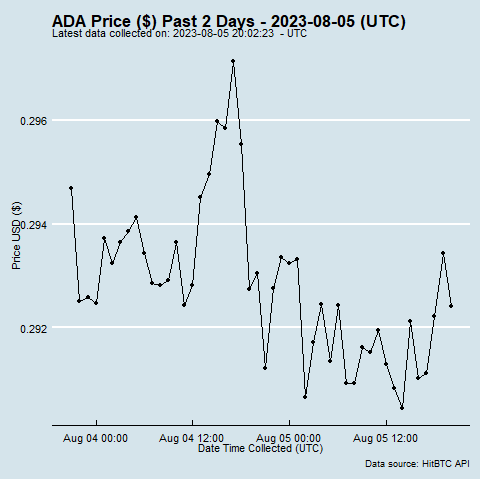 ADA Price ($) Past 2 Days - 2023-08-05 (UTC)
Latest data collected on: 2023-08-05 20:02:23 - UTC
0.296
0.294
0.292
Price USD ($)
Aug 04 00:00 Aug 04 12:00 Aug 05 00:00 Aug 05 12:00
Date Time Collected (UTC)
Data source: HitBTC API